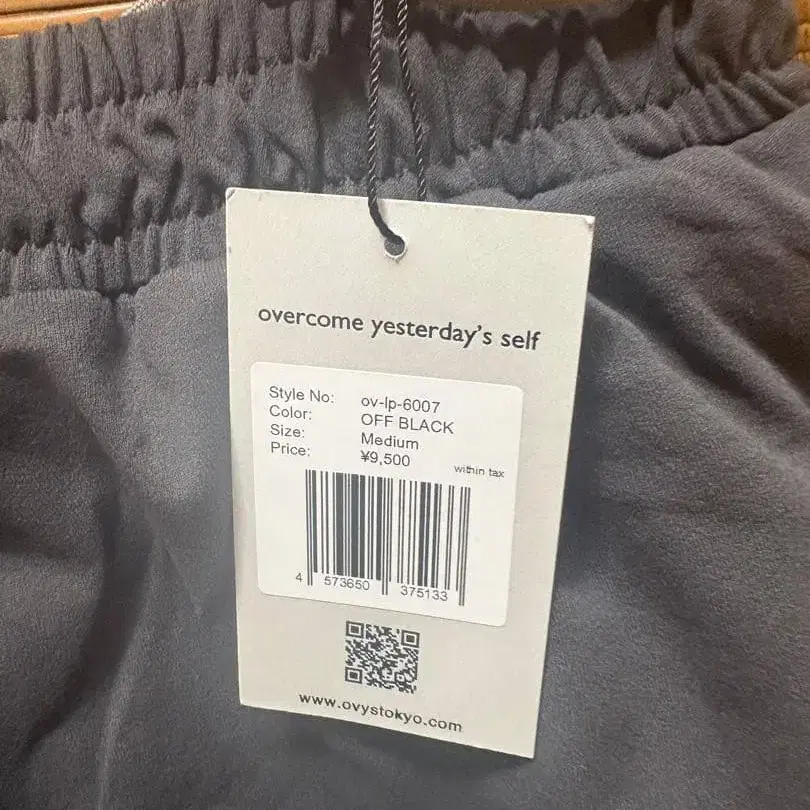 overcome yesterday's self
Style No: ov-lp-6007
Color: OFF BLACK
Size: Medium
Price: ¥9,500 within tax
4 573650 375133
www.ovystokyo.com